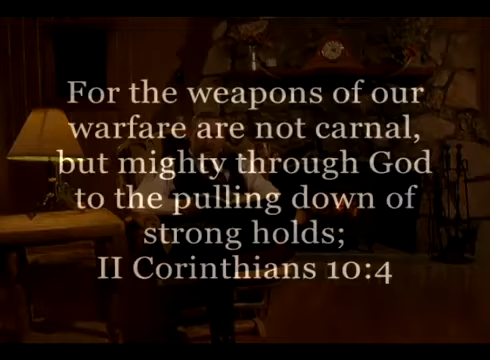 For the weapons of our
warfare are not carnal,
but mighty through God
to the pulling down of
strong holds;
II Corinthians 10:4